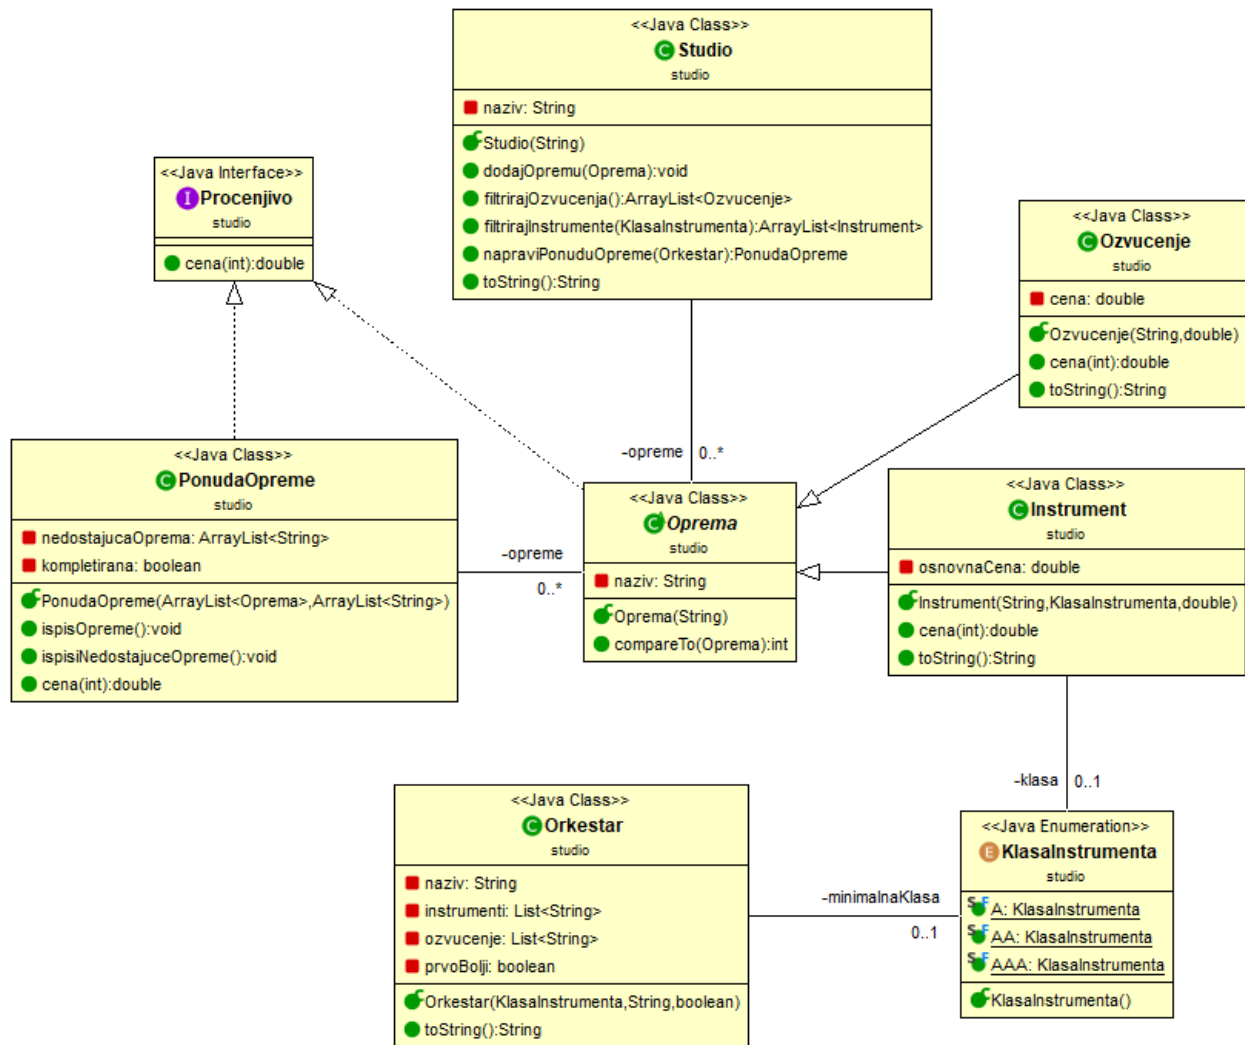 <<Java Class>>
Studio
studio
naziv: String
Studio(String)
dodajOpremu(Oprema):void
filtrirajOzvucenja():ArrayList<Ozvucenje>
filtrirajInstrumente(KlasaInstrumenta):ArrayList<Instrument>
napraviPonuduOpreme(Orkestar):PonudaOpreme
toString():String
<<Java Interface>>
Procenjivo
studio
cena(int):double
<<Java Class>>
Ozvucenje
studio
cena: double
Ozvucenje(String,double)
cena(int):double
toString():String
-opreme 0..*
<<Java Class>>
PonudaOpreme
studio
nedostajucaOprema: ArrayList<String>
kompletirana: boolean
PonudaOpreme(ArrayList<Oprema>,ArrayList<String>)
ispisOpreme():void
ispisiNedostajuceOpreme():void
cena(int):double
-opreme
0..*
<<Java Class>>
Oprema
studio
naziv: String
Oprema(String)
compareTo(Oprema):int
<<Java Class>>
Instrument
studio
osnovnaCena: double
Instrument(String,KlasaInstrumenta,double)
cena(int):double
toString():String
-klasa 0..1
<<Java Class>>
Orkestar
studio
naziv: String
instrumenti: List<String>
ozvucenje: List<String>
prvoBolji: boolean
Orkestar(KlasaInstrumenta,String,boolean)
toString():String
-minimalnaKlasa
0..1
<<Java Enumeration>>
KlasaInstrumenta
studio
A: KlasaInstrumenta
AA: KlasaInstrumenta
AAA: KlasaInstrumenta
KlasaInstrumenta()